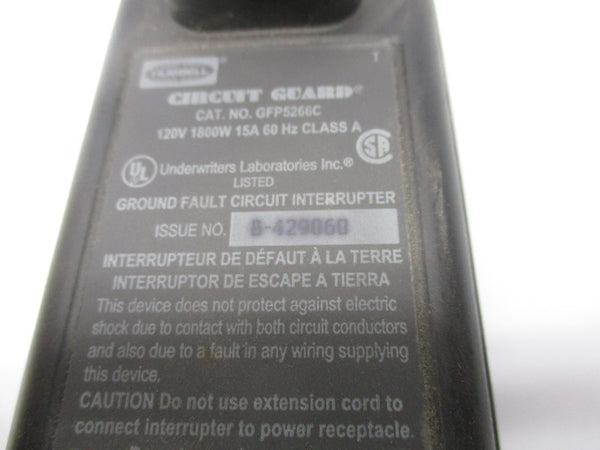 HUBBELL
T
CIRCUIT GUARD®
CAT. NO. GFP5266C
120V 1800W 15A 60 Hz CLASS A
UL Underwriters Laboratories Inc.® SA
LISTED
GROUND FAULT CIRCUIT INTERRUPTER
ISSUE NO. B-429060
INTERRUPTEUR DE DÉFAUT À LA TERRE
INTERRUPTOR DE ESCAPE A TIERRA
This device does not protect against electric
shock due to contact with both circuit conductors
and also due to a fault in any wiring supplying
this device.
CAUTION Do not use extension cord to
connect interrupter to power receptacle.